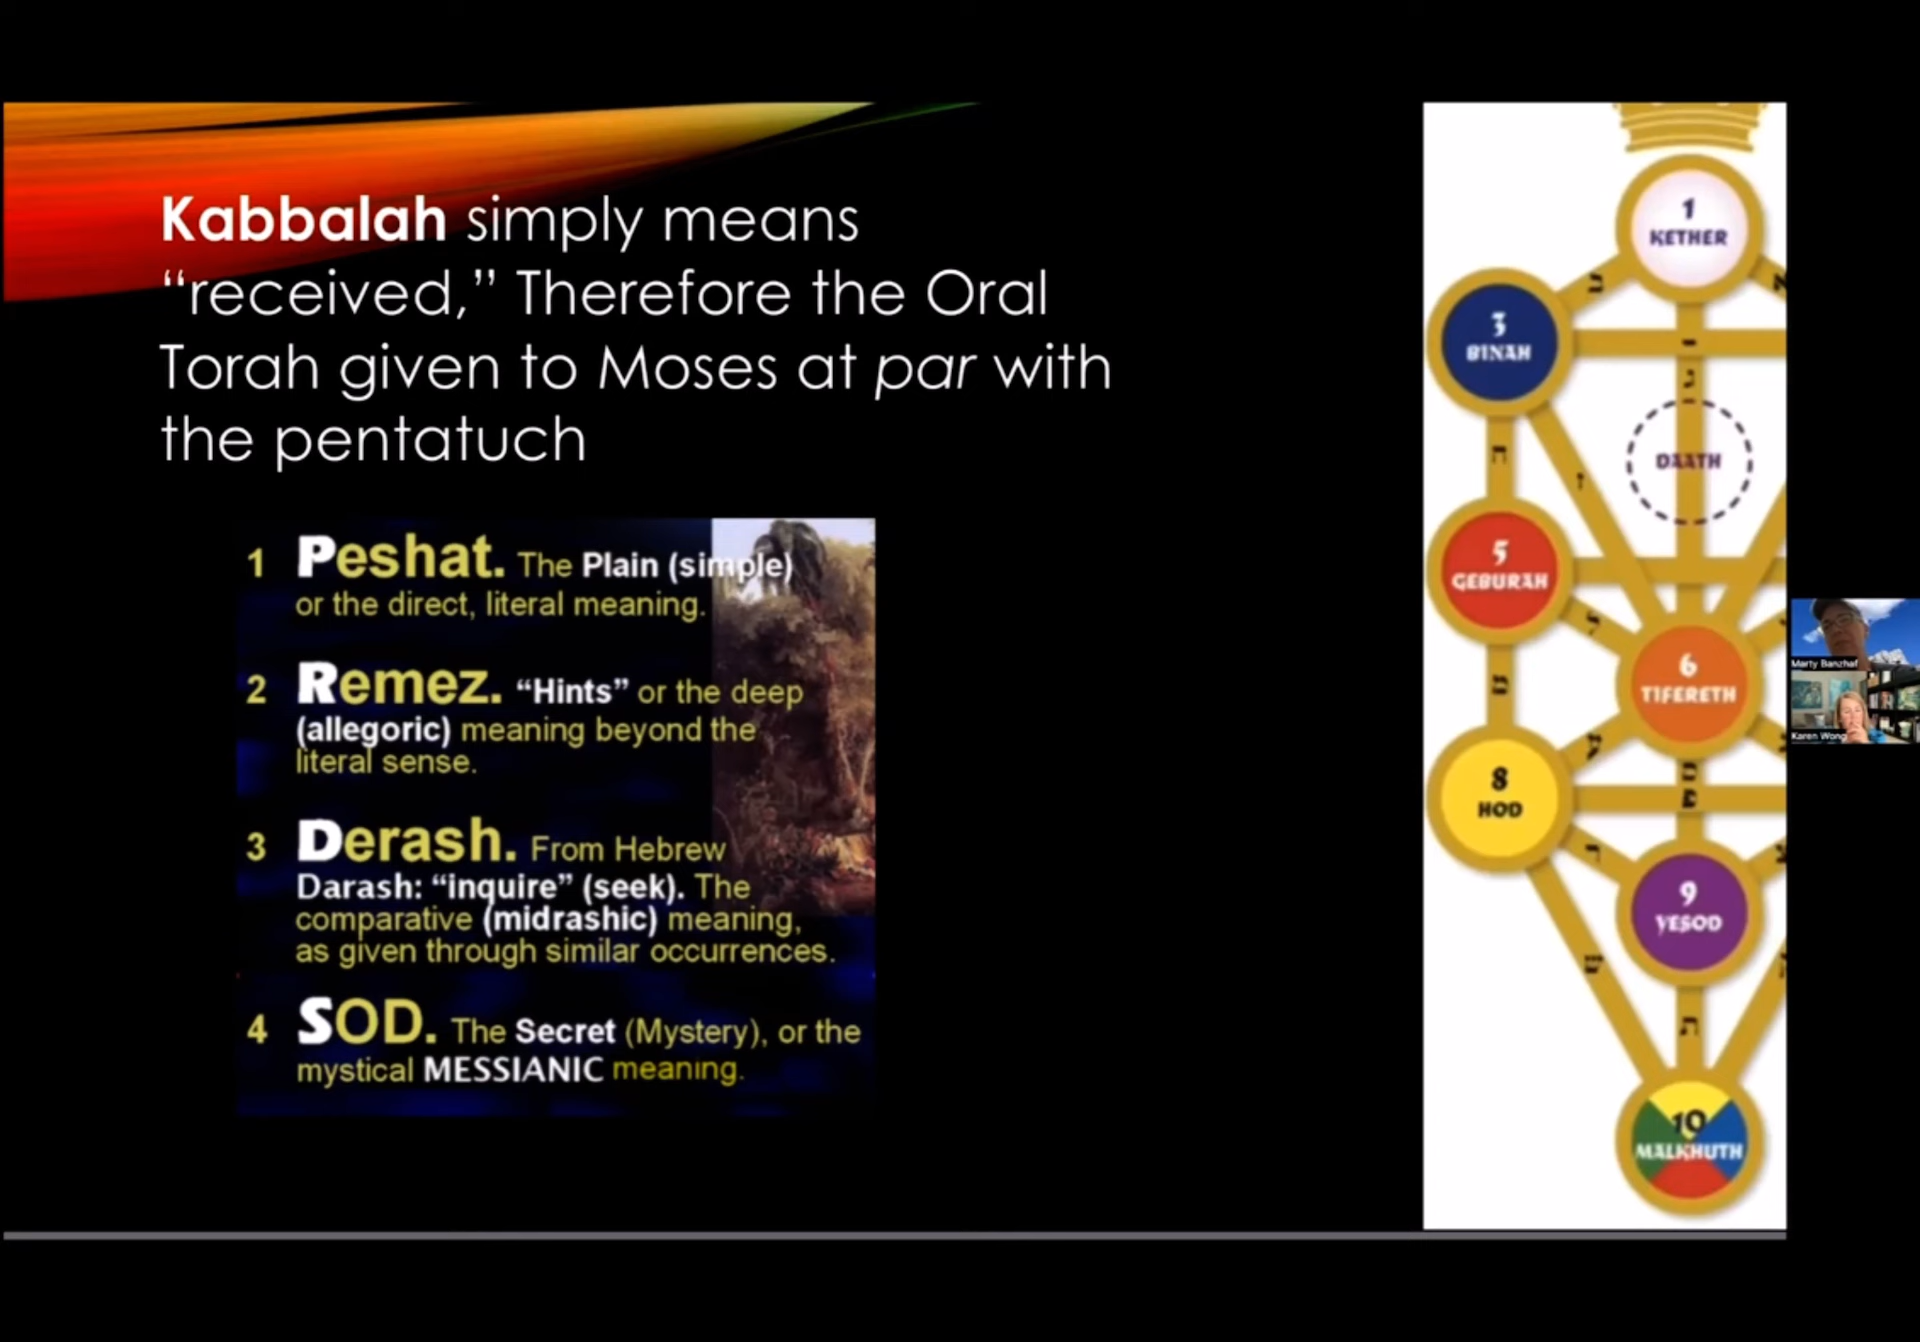 Kabbalah simply means
“received,” Therefore the Oral
Torah given to Moses at par with
the pentatuch
1 Peshat. The Plain (simple)
or the direct, literal meaning.
2 Remez. “Hints” or the deep
(allegoric) meaning beyond the
literal sense.
3 Derash. From Hebrew
Darash: “inquire” (seek). The
comparative (midrashic) meaning,
as given through similar occurrences.
4 SOD. The Secret (Mystery), or the
mystical MESSIANIC meaning.
1
KETHER
3
BINAH
DAATH
ח
ז
5
GEBURAH
6
TIFERETH
8
HOD
9
YESOD
ש
ת
10
MALKHUTH
Marty Banzhaf
Karen Wong